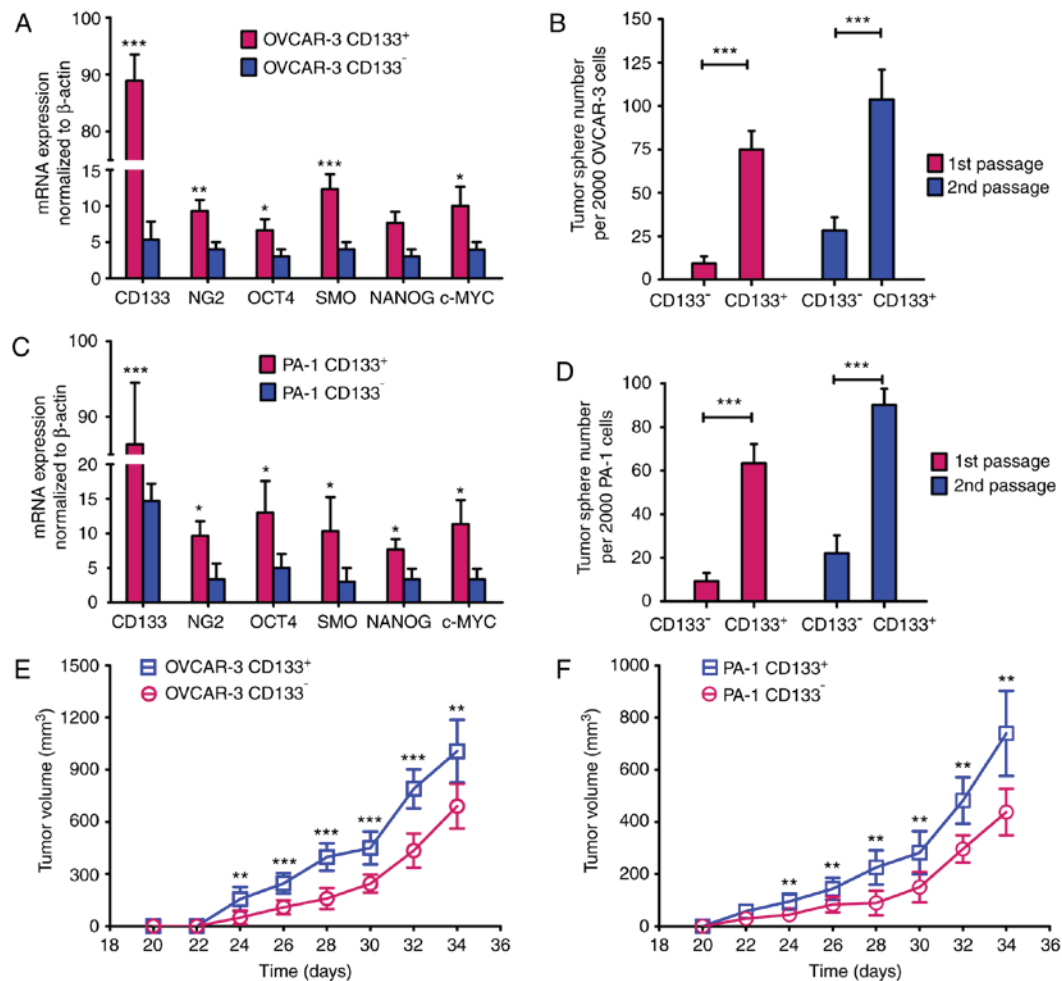 A
mRNA expression
normalized to β-actin
100
90
80
15
10
5
0
***
**
*
***
*
OVCAR-3 CD133⁺
OVCAR-3 CD133⁻
CD133 NG2 OCT4 SMO NANOG c-MYC
B
Tumor sphere number
per 2000 OVCAR-3 cells
150
125
100
75
50
25
0
***
***
CD133⁻ CD133⁺ CD133⁻ CD133⁺
1st passage
2nd passage
C
mRNA expression
normalized to β-actin
100
90
20
15
10
5
0
***
*
*
*
*
*
PA-1 CD133⁺
PA-1 CD133⁻
CD133 NG2 OCT4 SMO NANOG c-MYC
D
Tumor sphere number
per 2000 PA-1 cells
100
80
60
40
20
0
***
***
CD133⁻ CD133⁺ CD133⁻ CD133⁺
1st passage
2nd passage
E
Tumor volume (mm³)
1500
1200
900
600
300
0
OVCAR-3 CD133⁺
OVCAR-3 CD133⁻
**
***
***
***
***
**
18 20 22 24 26 28 30 32 34 36
Time (days)
F
Tumor volume (mm³)
1000
800
600
400
200
0
PA-1 CD133⁺
PA-1 CD133⁻
**
**
**
**
**
**
18 20 22 24 26 28 30 32 34 36
Time (days)